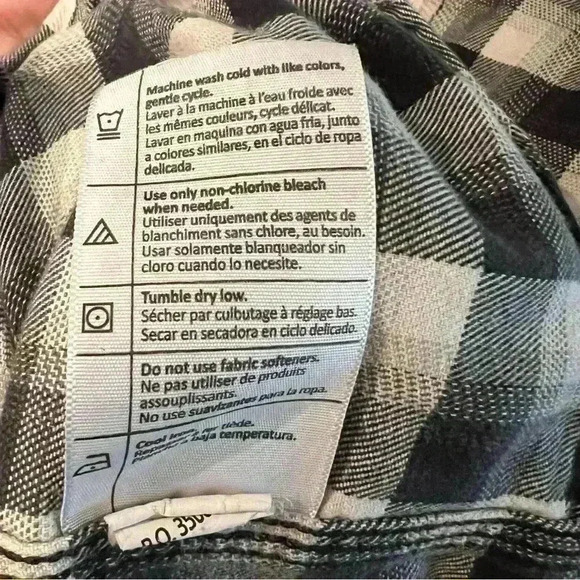 Machine wash cold with like colors,
gentle cycle.
Laver à la machine à l'eau froide avec
les mêmes couleurs, cycle délicat.
Lavar en maquina con agua fria, junto
a colores similares, en el ciclo de ropa
delicada.
Use only non-chlorine bleach
when needed.
Utiliser uniquement des agents de
blanchiment sans chlore, au besoin.
Usar solamente blanqueador sin
cloro cuando lo necesite.
Tumble dry low.
Sécher par culbutage à réglage bas.
Secar en secadora en ciclo delicado.
Do not use fabric softeners.
Ne pas utiliser de produits
assouplissants.
No use suavizantes para la ropa.
Cool iron,
baja temperatura.
P.O. 350